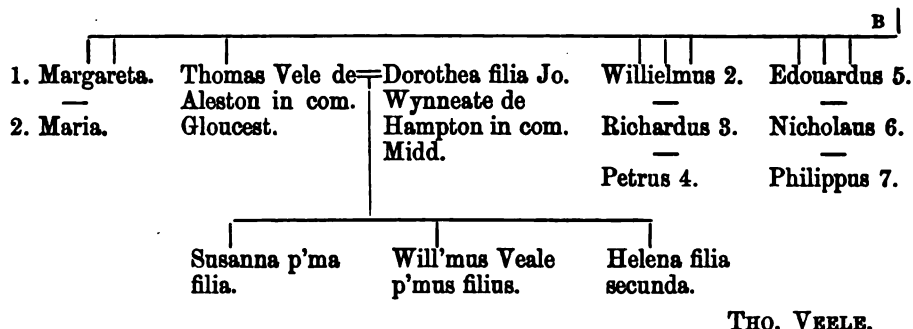 B
1. Margareta.
2. Maria.
Thomas Vele de
Aleston in com.
Gloucest.
Dorothea filia Jo.
Wynneate de
Hampton in com.
Midd.
Willielmus 2.
Richardus 3.
Petrus 4.
Edouardus 5.
Nicholaus 6.
Philippus 7.
Susanna p'ma
filia.
Will'mus Veale
p'mus filius.
Helena filia
secunda.
THO. VEELE.